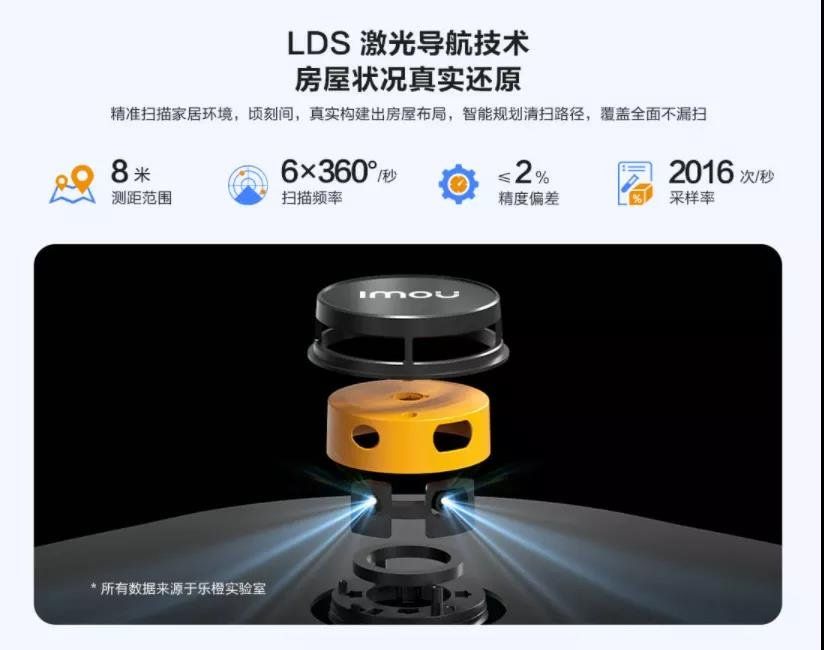 LDS 激光导航技术
房屋状况真实还原
精准扫描家居环境，顷刻间，真实构建出房屋布局，智能规划清扫路径，覆盖全面不漏扫
8 米
测距范围
6×360°/秒
扫描频率
≤2%
精度偏差
2016 次/秒
采样率
imou
* 所有数据来源于乐橙实验室